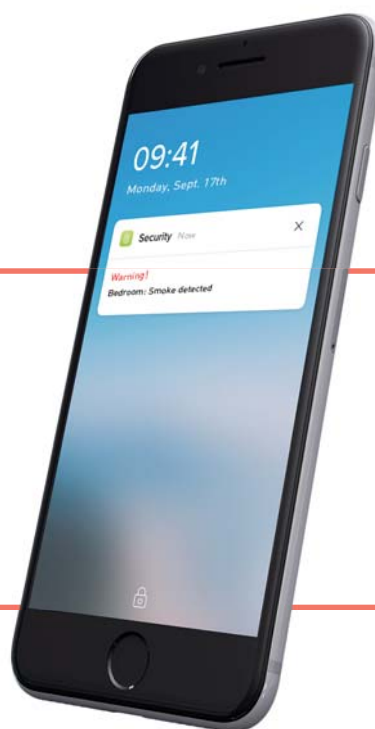 09:41
Monday, Sept. 17th
Security Now
X
Warning!
Bedroom: Smoke detected